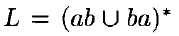 L = (ab ∪ ba)*